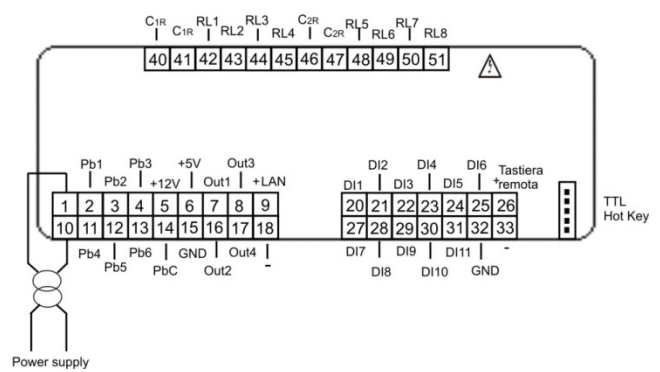 C1R C1R RL1 RL2 RL3 RL4 C2R C2R RL5 RL6 RL7 RL8
40 41 42 43 44 45 46 47 48 49 50 51
Pb1 Pb2 Pb3 +12V +5V Out1 Out3 +LAN
1 2 3 4 5 6 7 8 9
10 11 12 13 14 15 16 17 18
Pb4 Pb5 Pb6 PbC GND Out2 Out4 -
DI1 DI2 DI3 DI4 DI5 DI6 + Tastiera
remota
20 21 22 23 24 25 26
27 28 29 30 31 32 33
DI7 DI8 DI9 DI10 DI11 GND -
TTL
Hot Key
Power supply